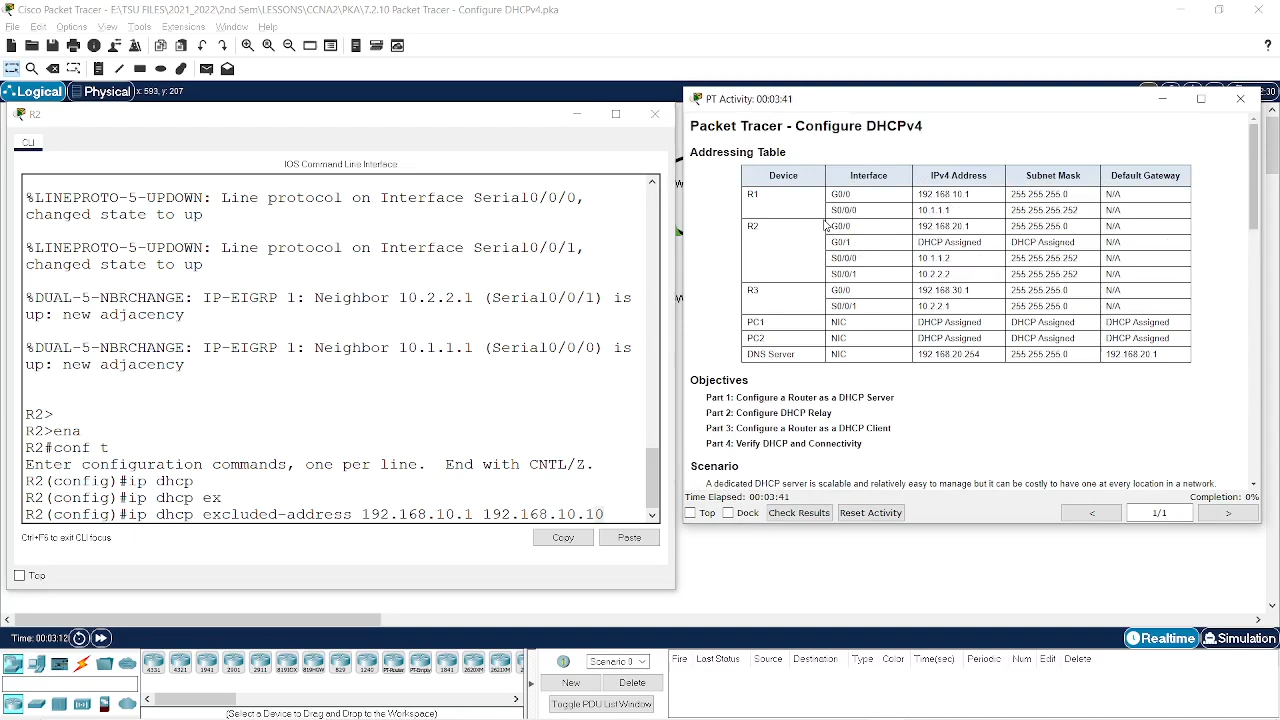 Cisco Packet Tracer - E:\TSU FILES\2021_2022\2nd Sem\LESSONS\CCNA2\PKA\7.2.10 Packet Tracer - Configure DHCPv4.pka
File Edit Options View Tools Extensions Window Help
Logical Physical x: 593, y: 207
R2
CLI
IOS Command Line Interface
%LINEPROTO-5-UPDOWN: Line protocol on Interface Serial0/0/0,
changed state to up
%LINEPROTO-5-UPDOWN: Line protocol on Interface Serial0/0/1,
changed state to up
%DUAL-5-NBRCHANGE: IP-EIGRP 1: Neighbor 10.2.2.1 (Serial0/0/1) is
up: new adjacency
%DUAL-5-NBRCHANGE: IP-EIGRP 1: Neighbor 10.1.1.1 (Serial0/0/0) is
up: new adjacency
R2>
R2>ena
R2#conf t
Enter configuration commands, one per line. End with CNTL/Z.
R2(config)#ip dhcp
R2(config)#ip dhcp ex
R2(config)#ip dhcp excluded-address 192.168.10.1 192.168.10.10
Ctrl+F6 to exit CLI focus
Copy Paste
Top
PT Activity: 00:03:41
Packet Tracer - Configure DHCPv4
Addressing Table
Device Interface IPv4 Address Subnet Mask Default Gateway
R1 G0/0 192.168.10.1 255.255.255.0 N/A
S0/0/0 10.1.1.1 255.255.255.252 N/A
R2 G0/0 192.168.20.1 255.255.255.0 N/A
G0/1 DHCP Assigned DHCP Assigned N/A
S0/0/0 10.1.1.2 255.255.255.252 N/A
S0/0/1 10.2.2.2 255.255.255.252 N/A
R3 G0/0 192.168.30.1 255.255.255.0 N/A
S0/0/1 10.2.2.1 255.255.255.0 N/A
PC1 NIC DHCP Assigned DHCP Assigned DHCP Assigned
PC2 NIC DHCP Assigned DHCP Assigned DHCP Assigned
DNS Server NIC 192.168.20.254 255.255.255.0 192.168.20.1
Objectives
Part 1: Configure a Router as a DHCP Server
Part 2: Configure DHCP Relay
Part 3: Configure a Router as a DHCP Client
Part 4: Verify DHCP and Connectivity
Scenario
A dedicated DHCP server is scalable and relatively easy to manage but it can be costly to have one at every location in a network.
Time Elapsed: 00:03:41 Completion: 0%
Top Dock Check Results Reset Activity < 1/1 >
Time: 00:03:12 Realtime Simulation
4331 4321 1941 2901 2911 819HGW 829 1240 PT-Router PT-Empty 1841 2620XM 2621XM
(Select a Device to Drag and Drop to the Workspace)
Scenario 0
New Delete
Toggle PDU List Window
Fire Last Status Source Destination Type Color Time(sec) Periodic Num Edit Delete